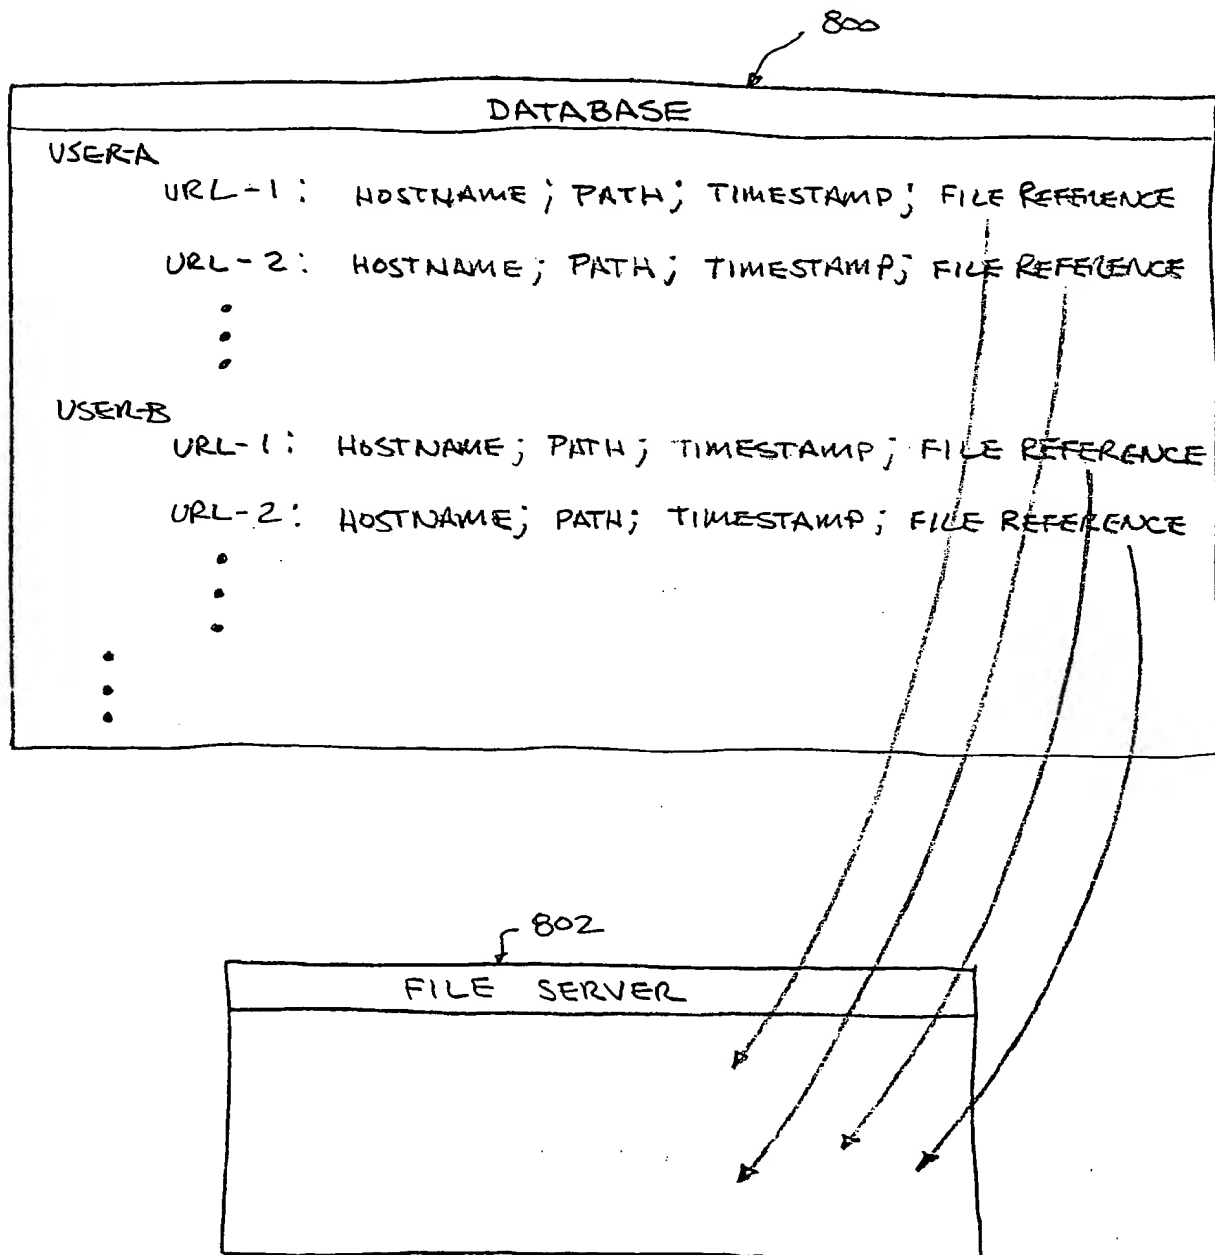 800
DATABASE
USER-A
URL-1: HOSTNAME; PATH; TIMESTAMP; FILE REFERENCE
URL-2: HOSTNAME; PATH; TIMESTAMP; FILE REFERENCE
USER-B
URL-1: HOSTNAME; PATH; TIMESTAMP; FILE REFERENCE
URL-2: HOSTNAME; PATH; TIMESTAMP; FILE REFERENCE
802
FILE SERVER